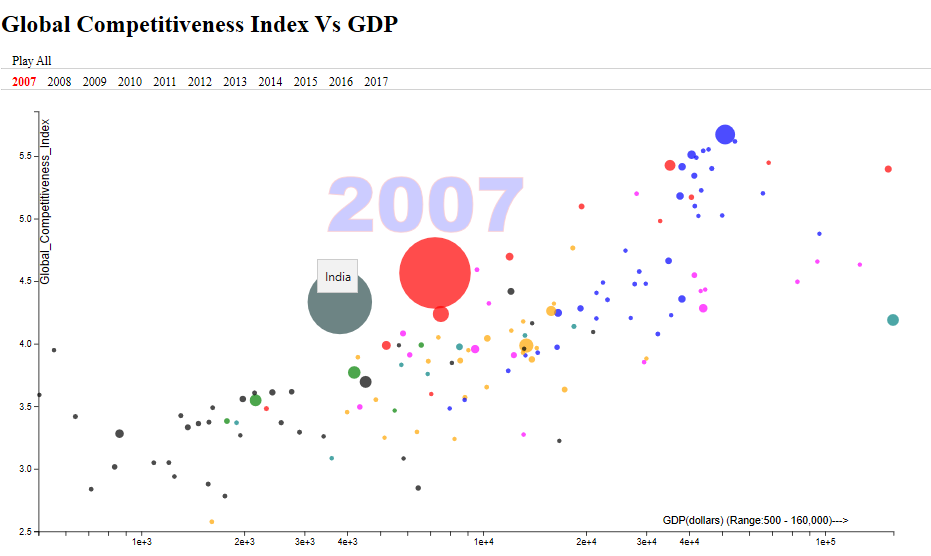 Global Competitiveness Index Vs GDP
Play All
2007 2008 2009 2010 2011 2012 2013 2014 2015 2016 2017
Global_Competitiveness_Index
2007
India
5.5
5.0
4.5
4.0
3.5
3.0
2.5
GDP(dollars) (Range:500 - 160,000)--->
1e+3 2e+3 3e+3 4e+3 1e+4 2e+4 3e+4 4e+4 1e+5